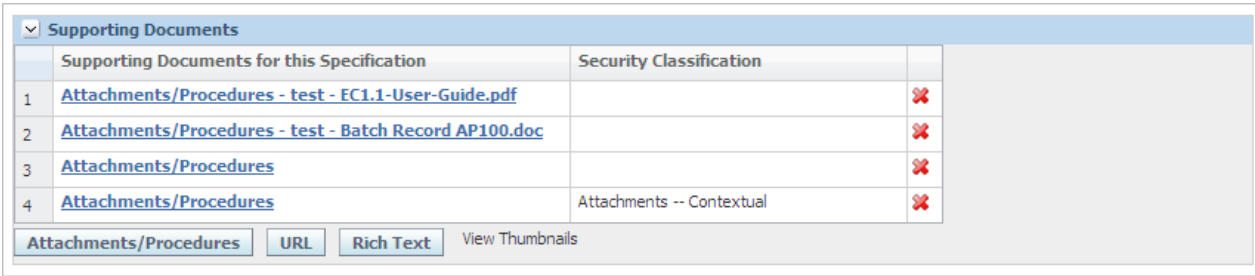 Supporting Documents
Supporting Documents for this Specification Security Classification
1 Attachments/Procedures - test - EC1.1-User-Guide.pdf
2 Attachments/Procedures - test - Batch Record AP100.doc
3 Attachments/Procedures
4 Attachments/Procedures Attachments -- Contextual
Attachments/Procedures URL Rich Text View Thumbnails